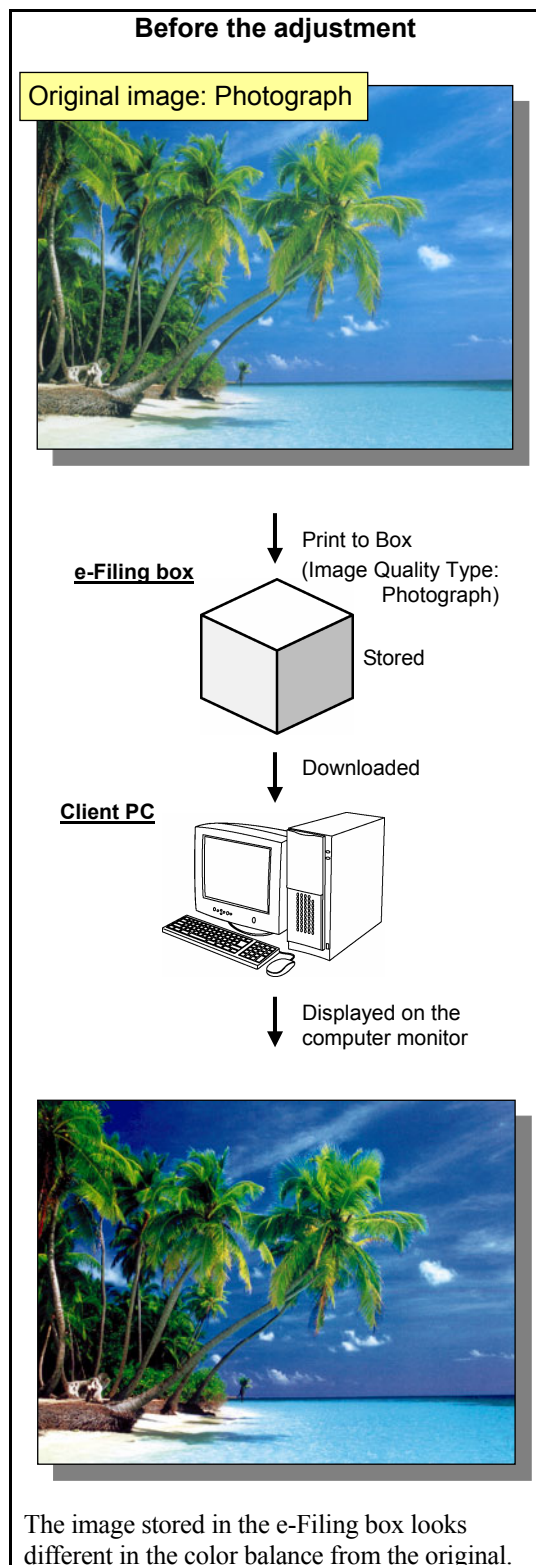 Before the adjustment
Original image: Photograph
Print to Box
e-Filing box
(Image Quality Type:
Photograph)
Stored
Downloaded
Client PC
Displayed on the
computer monitor
The image stored in the e-Filing box looks
different in the color balance from the original.